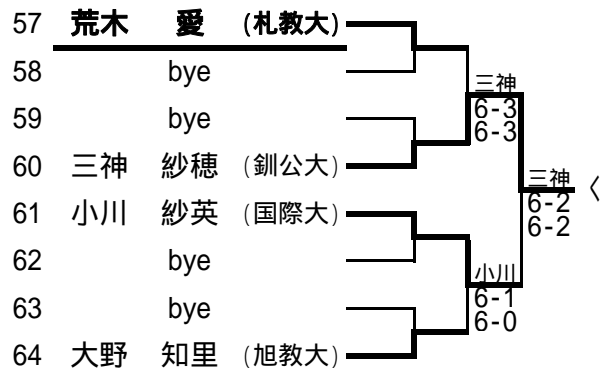 57 荒木 愛 (札教大)
58 bye
三神
6-3
6-3
59 bye
60 三神 紗穂 (釧公大)
三神
6-2
6-2
61 小川 紗英 (国際大)
62 bye
小川
6-1
6-0
63 bye
64 大野 知里 (旭教大)